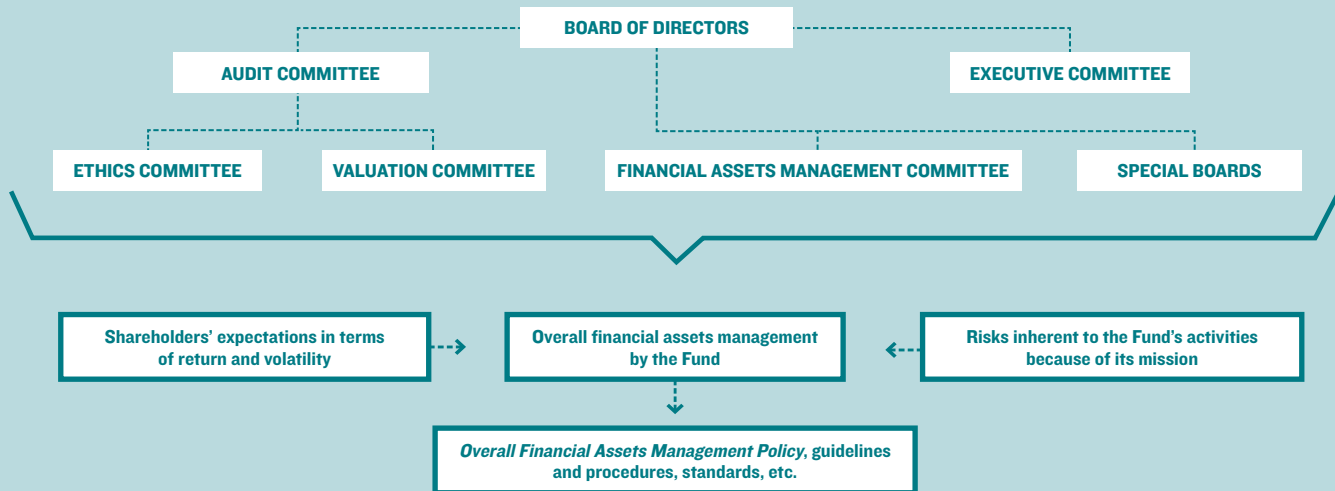 BOARD OF DIRECTORS
AUDIT COMMITTEE
EXECUTIVE COMMITTEE
ETHICS COMMITTEE
VALUATION COMMITTEE
FINANCIAL ASSETS MANAGEMENT COMMITTEE
SPECIAL BOARDS
Shareholders’ expectations in terms
of return and volatility
Overall financial assets management
by the Fund
Risks inherent to the Fund’s activities
because of its mission
Overall Financial Assets Management Policy, guidelines
and procedures, standards, etc.